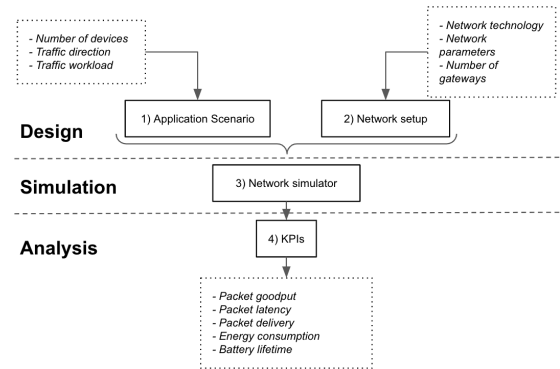 - Number of devices
- Traffic direction
- Traffic workload
- Network technology
- Network
parameters
- Number of
gateways
1) Application Scenario
2) Network setup
Design
Simulation
3) Network simulator
Analysis
4) KPIs
- Packet goodput
- Packet latency
- Packet delivery
- Energy consumption
- Battery lifetime